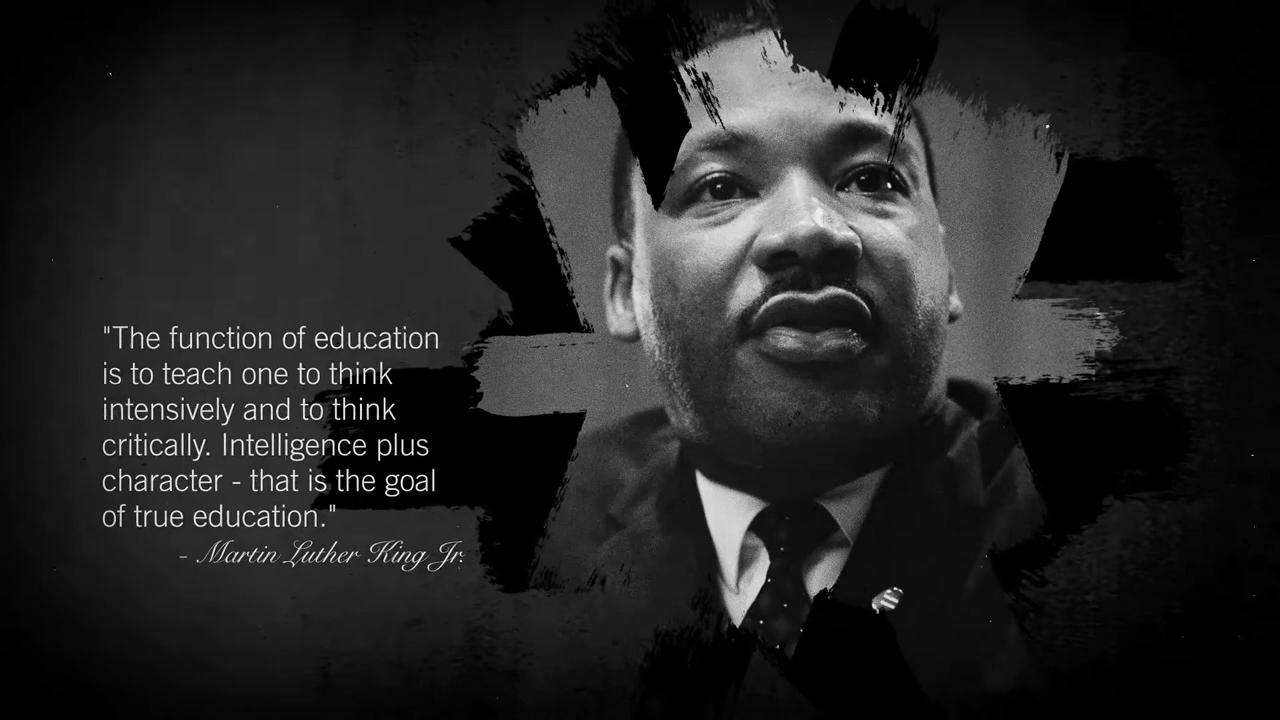 "The function of education
is to teach one to think
intensively and to think
critically. Intelligence plus
character - that is the goal
of true education."
- Martin Luther King Jr.